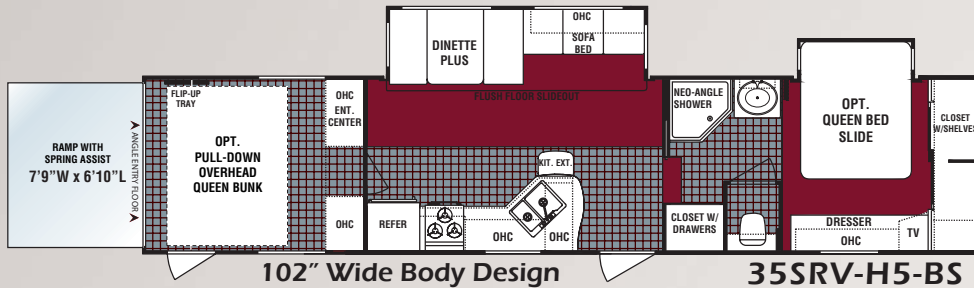 RAMP WITH
SPRING ASSIST
7'9"W x 6'10"L
ANGLE ENTRY FLOOR
FLIP-UP
TRAY
OPT.
PULL-DOWN
OVERHEAD
QUEEN BUNK
OHC
ENT.
CENTER
OHC
DINETTE
PLUS
OHC
SOFA
BED
FLUSH FLOOR SLIDEOUT
REFER
KIT. EXT.
OHC
OHC
NEO-ANGLE
SHOWER
CLOSET W/
DRAWERS
OPT.
QUEEN BED
SLIDE
DRESSER
OHC
TV
CLOSET
W/SHELVES
102" Wide Body Design
35SRV-H5-BS